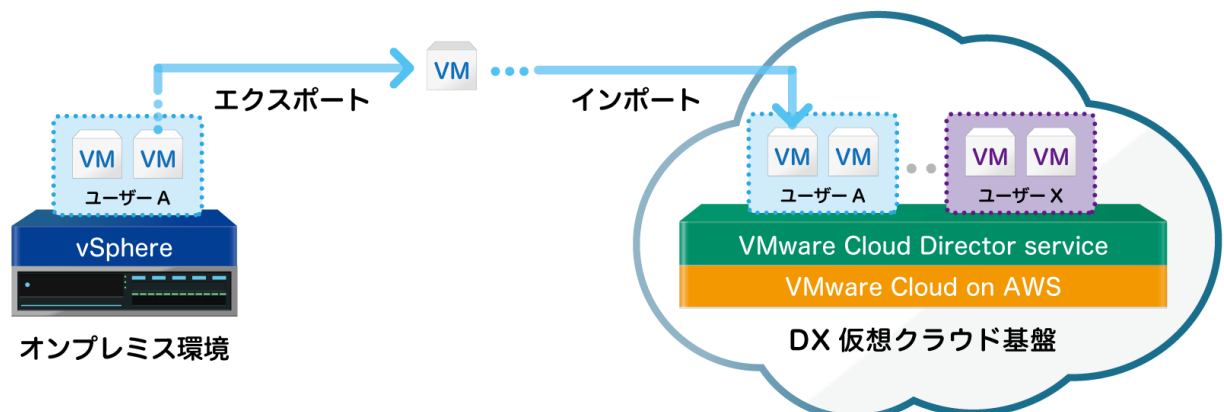 VM
エクスポート
インポート
VM VM
ユーザー A
vSphere
オンプレミス環境
VM VM
ユーザー A
VM VM
ユーザー X
VMware Cloud Director service
VMware Cloud on AWS
DX 仮想クラウド基盤